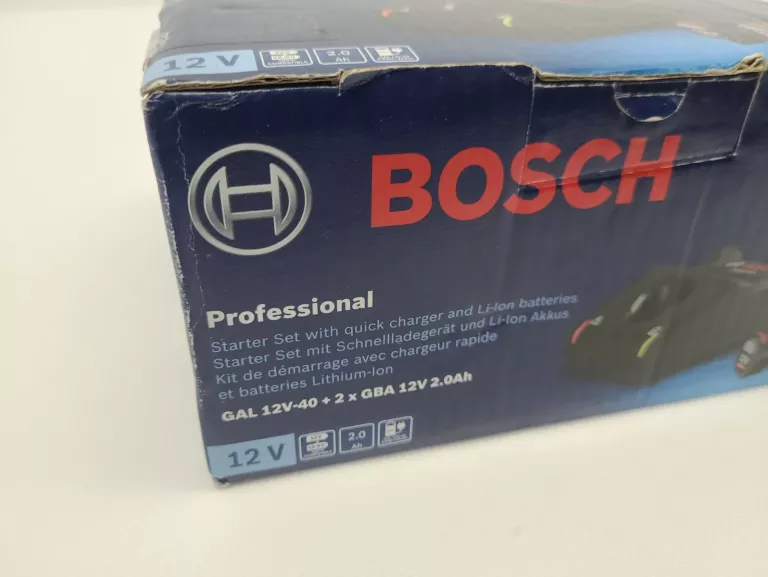 12 V
2.0
Ah
BOSCH
Professional
Starter Set with quick charger and Li-Ion batteries
Starter Set mit Schnellladegerät und Li-Ion Akkus
Kit de démarrage avec chargeur rapide
et batteries Lithium-Ion
GAL 12V-40 + 2 x GBA 12V 2.0Ah
12 V
2.0
Ah